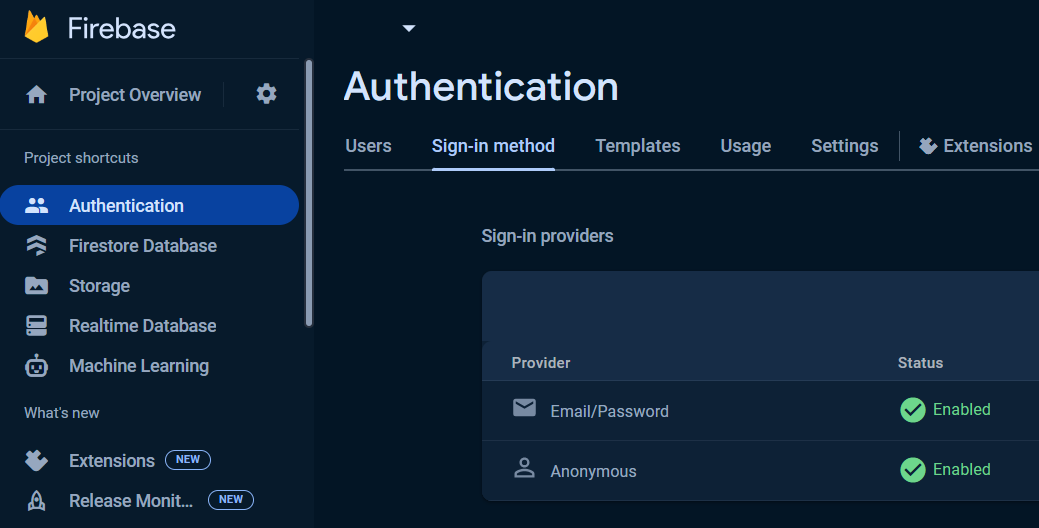 Firebase
Project Overview
Project shortcuts
Authentication
Firestore Database
Storage
Realtime Database
Machine Learning
What's new
Extensions NEW
Release Monit... NEW
Authentication
Users Sign-in method Templates Usage Settings Extensions
Sign-in providers
Provider Status
Email/Password Enabled
Anonymous Enabled